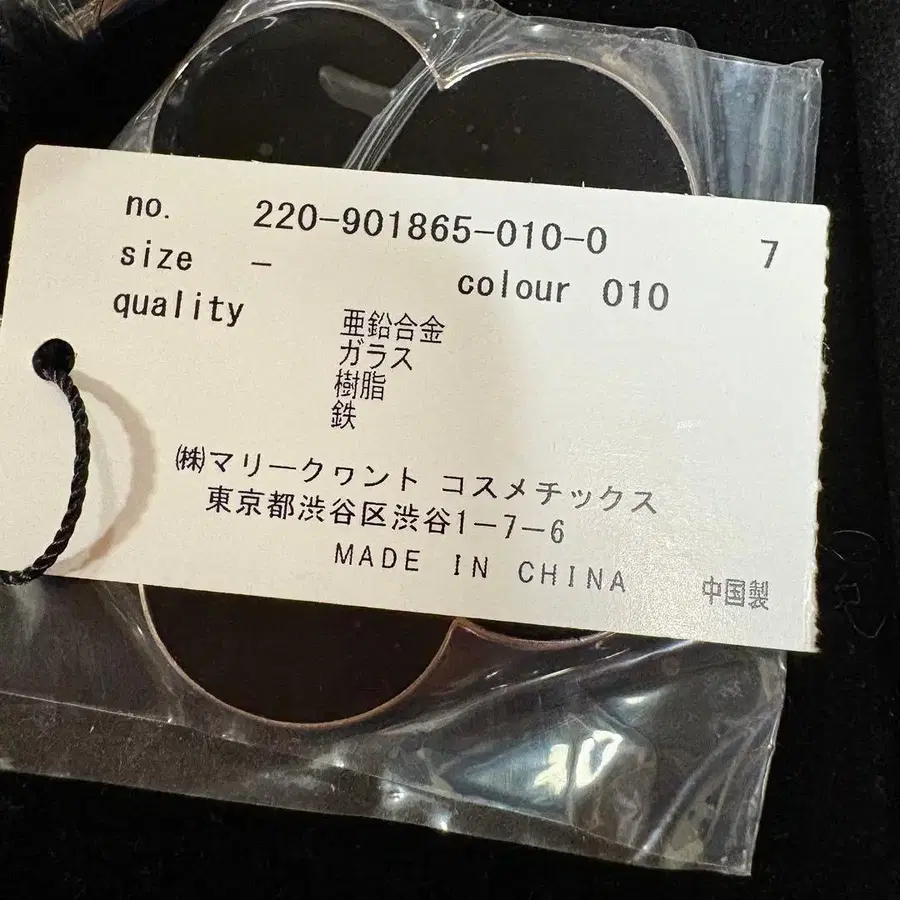 no. 220-901865-010-0 7
size - colour 010
quality
亜鉛合金
ガラス
樹脂
鉄
㈱マリークヮント コスメチックス
東京都渋谷区渋谷1-7-6
MADE IN CHINA 中国製